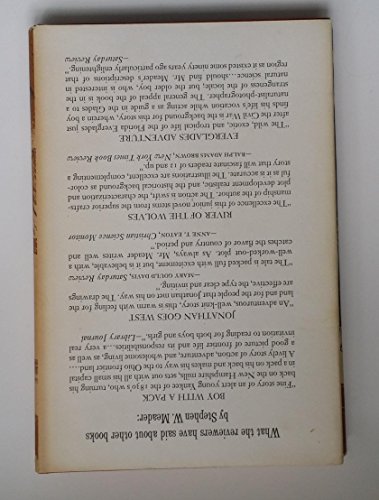 What the reviewers have said about other books
by Stephen W. Meader:
BOY WITH A PACK
"Fine story of an alert young Yankee of the 1830's who, turning his
back on the New Hampshire mills, sets out with all his small capital
in a pack on his back and makes his way to the Ohio frontier land....
A lively story of action, adventure, and wholesome living, as well as
a good picture of frontier life and its responsibilities...a very real
invitation to reading for both boys and girls."—Library Journal
JONATHAN GOES WEST
"An adventurous, well-knit story, this is warm with feeling for the
land and for the people that Jonathan met on his way. The drawings
are effective, the type clear and inviting."
—MARY GOULD DAVIS, Saturday Review
"The tale is packed full with excitement, but it is believable, with a
well-worked-out plot. As always, Mr. Meader writes well and
catches the flavor of country and period."
—ANNE T. EATON, Christian Science Monitor
RIVER OF THE WOLVES
"The excellence of this junior novel stems from the superior crafts-
manship of the author. The action is swift, the characterization and
plot development realistic, and the historical background as color-
ful as it is accurate. The illustrations are excellent, complementing a
story that will fascinate readers of 12 and up."
—RALPH ADAMS BROWN, New York Times Book Review
EVERGLADES ADVENTURE
"The wild, exotic, and tropical life of the Florida Everglades just
after the Civil War is the background for this story, wherein a boy
finds his life's vocation while acting as a guide in the Glades to a
naturalist-photographer. The general appeal of the book is in the
strangeness of the locale, but the older boy, who is interested in
natural science...should find Mr. Meader's descriptions of that
region as it existed some ninety years ago particularly enlightening."
—Saturday Review